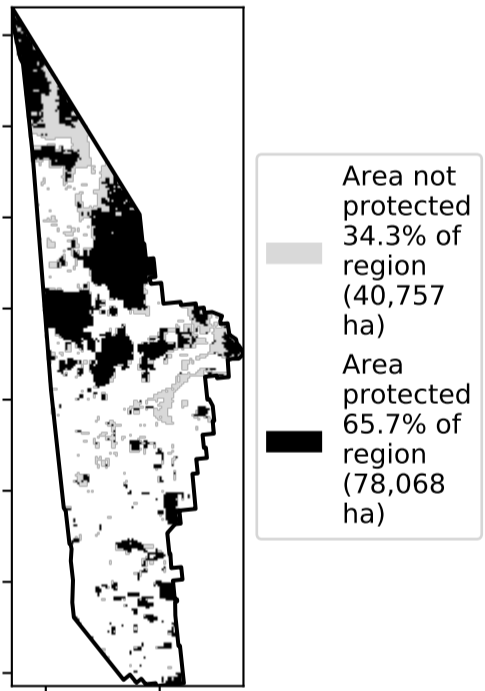 Area not
protected
34.3% of
region
(40,757
ha)
Area
protected
65.7% of
region
(78,068
ha)